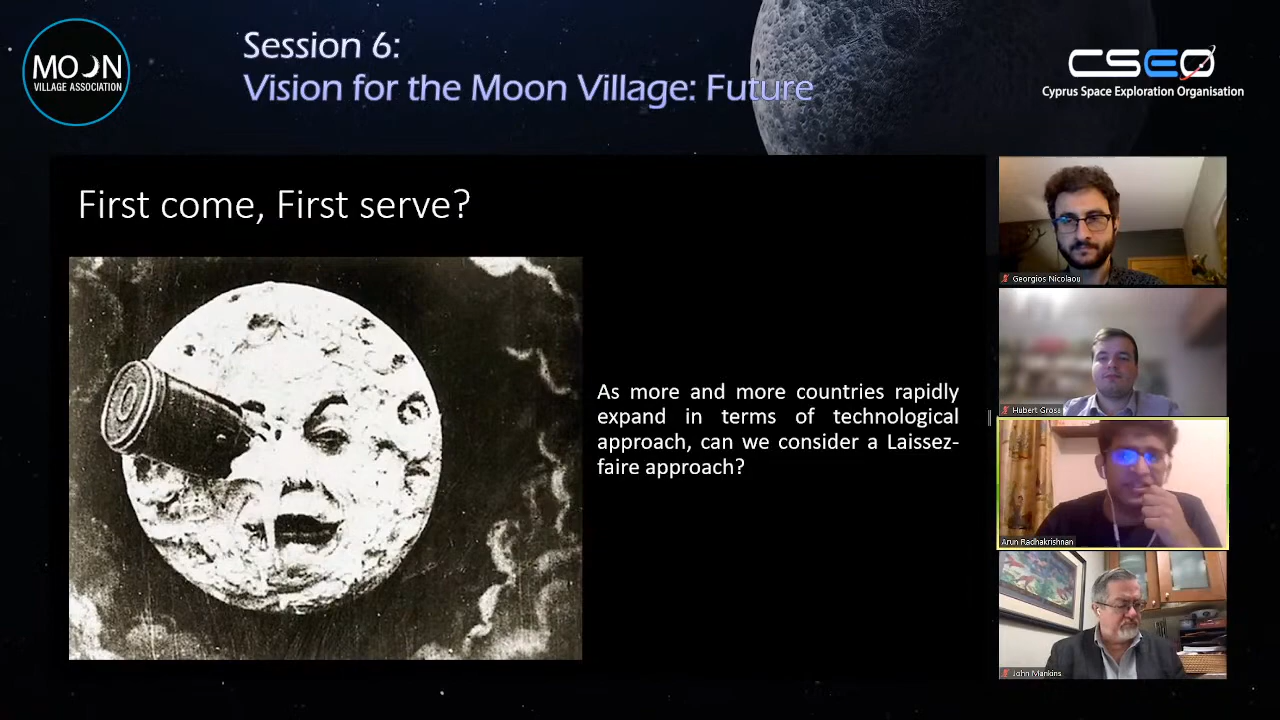 MOON
VILLAGE ASSOCIATION
Session 6:
Vision for the Moon Village: Future
CSEO
Cyprus Space Exploration Organisation
First come, First serve?
As more and more countries rapidly
expand in terms of technological
approach, can we consider a Laissez-
faire approach?
Georgios Nicolaou
Hubert Gross
Arun Radhakrishnan
John Mankins